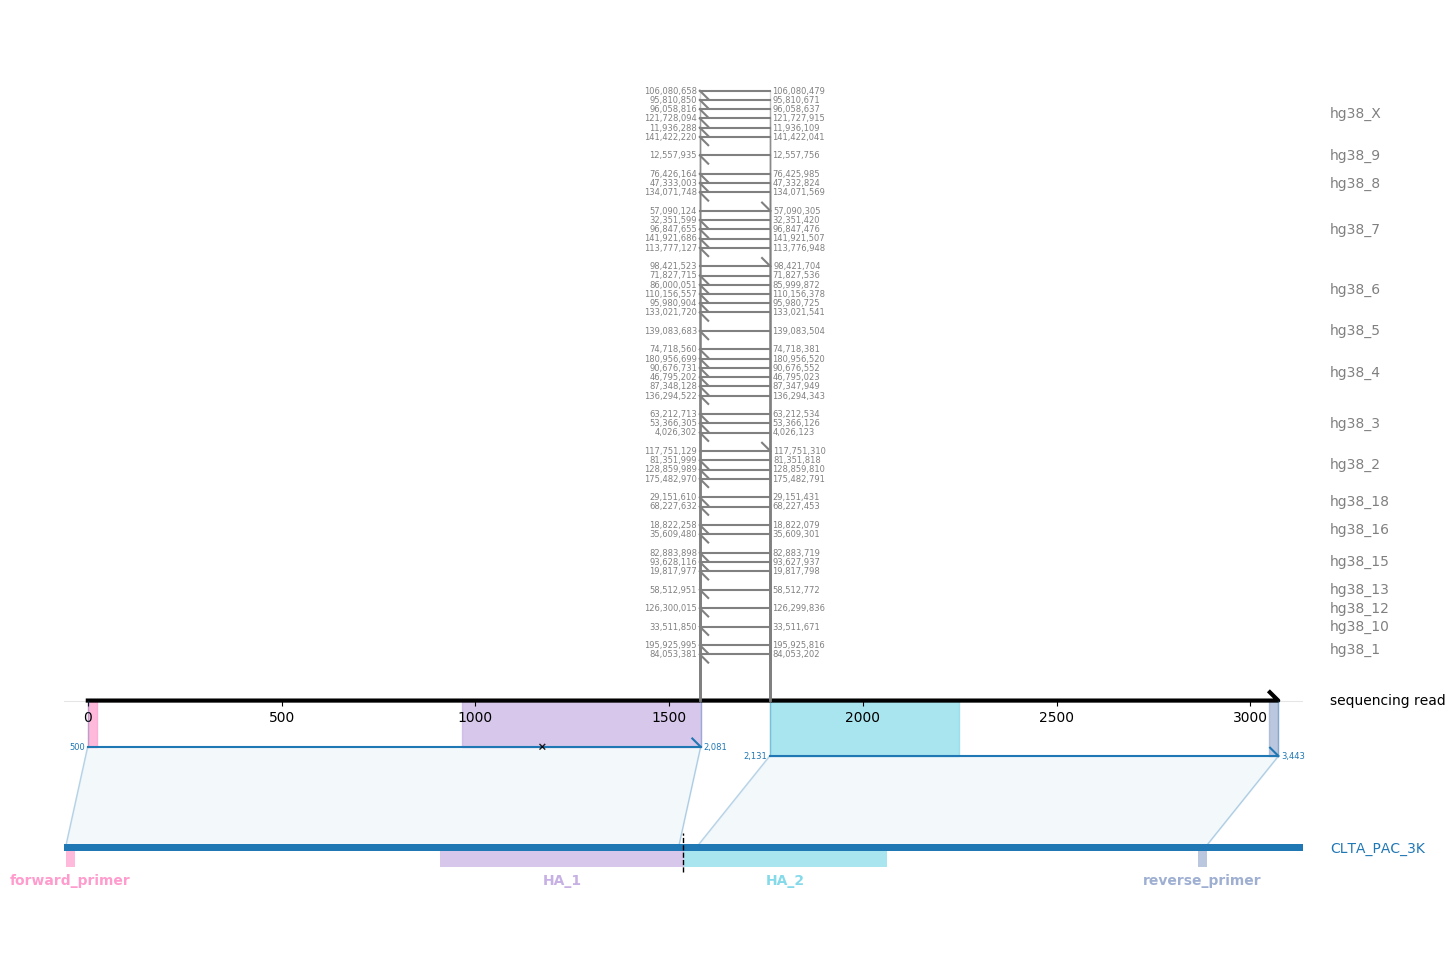 106,080,658 106,080,479
95,810,850 95,810,671
96,058,816 96,058,637 hg38_X
121,728,094 121,727,915
11,936,288 11,936,109
141,422,220 141,422,041
12,557,935 12,557,756 hg38_9
76,426,164 76,425,985
47,333,003 47,332,824 hg38_8
134,071,748 134,071,569
57,090,124 57,090,305
32,351,599 32,351,420
96,847,655 96,847,476 hg38_7
141,921,686 141,921,507
113,777,127 113,776,948
98,421,523 98,421,704
71,827,715 71,827,536
86,000,051 85,999,872 hg38_6
110,156,557 110,156,378
95,980,904 95,980,725
133,021,720 133,021,541
139,083,683 139,083,504 hg38_5
74,718,560 74,718,381
180,956,699 180,956,520
90,676,731 90,676,552 hg38_4
46,795,202 46,795,023
87,348,128 87,347,949
136,294,522 136,294,343
63,212,713 63,212,534
53,366,305 53,366,126 hg38_3
4,026,302 4,026,123
117,751,129 117,751,310
81,351,999 81,351,818 hg38_2
128,859,989 128,859,810
175,482,970 175,482,791
29,151,610 29,151,431 hg38_18
68,227,632 68,227,453
18,822,258 18,822,079 hg38_16
35,609,480 35,609,301
82,883,898 82,883,719
93,628,116 93,627,937 hg38_15
19,817,977 19,817,798
58,512,951 58,512,772 hg38_13
126,300,015 126,299,836 hg38_12
33,511,850 33,511,671 hg38_10
195,925,995 195,925,816 hg38_1
84,053,381 84,053,202
sequencing read
0 500 1000 1500 2000 2500 3000
500 2,081
2,131 3,443
CLTA_PAC_3K
forward_primer HA_1 HA_2 reverse_primer